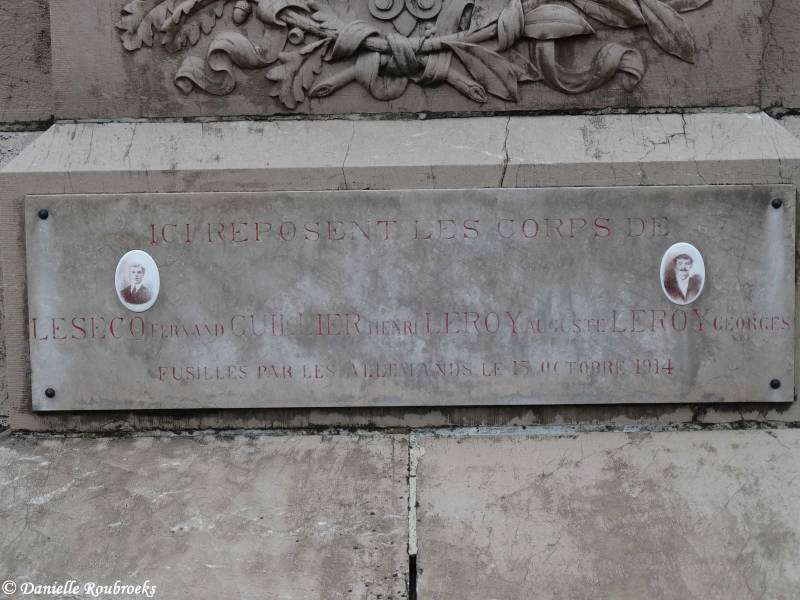 ICI REPOSENT LES CORPS DE
LESECQ FERNAND GUILLIER HENRI LEROY AUGUSTE LEROY GEORGES
FUSILLES PAR LES ALLEMANDS LE 15 OCTOBRE 1914
© Danielle Roubroeks